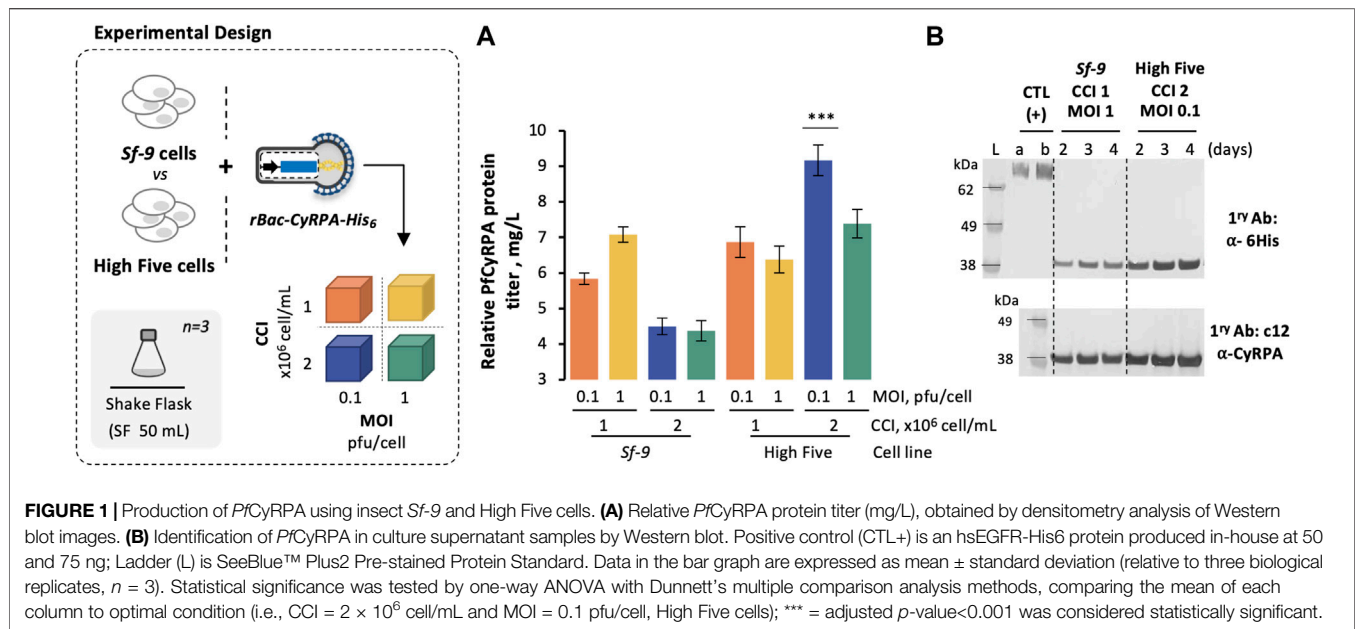 Experimental Design
Sf-9 cells
vs
High Five cells
+
rBac-CyRPA-His6
n=3
Shake Flask
(SF 50 mL)
CCI
x10⁶ cell/mL
1
2
0.1 1
MOI
pfu/cell
A
***
Relative PfCyRPA protein
titer , mg/L
10
9
8
7
6
5
4
3
0.1 1 0.1 1 0.1 1 0.1 1 MOI, pfu/cell
1 2 1 2 CCI, x10⁶ cell/mL
Sf-9 High Five Cell line
B
CTL
(+)
Sf-9
CCI 1
MOI 1
High Five
CCI 2
MOI 0.1
L a b 2 3 4 2 3 4 (days)
kDa
62
49
38
1ry Ab:
α- 6His
kDa
49
38
1ry Ab: c12
α-CyRPA
FIGURE 1 | Production of PfCyRPA using insect Sf-9 and High Five cells. (A) Relative PfCyRPA protein titer (mg/L), obtained by densitometry analysis of Western
blot images. (B) Identification of PfCyRPA in culture supernatant samples by Western blot. Positive control (CTL+) is an hsEGFR-His6 protein produced in-house at 50
and 75 ng; Ladder (L) is SeeBlue™ Plus2 Pre-stained Protein Standard. Data in the bar graph are expressed as mean ± standard deviation (relative to three biological
replicates, n = 3). Statistical significance was tested by one-way ANOVA with Dunnett's multiple comparison analysis methods, comparing the mean of each
column to optimal condition (i.e., CCI = 2 × 10⁶ cell/mL and MOI = 0.1 pfu/cell, High Five cells); *** = adjusted p-value<0.001 was considered statistically significant.